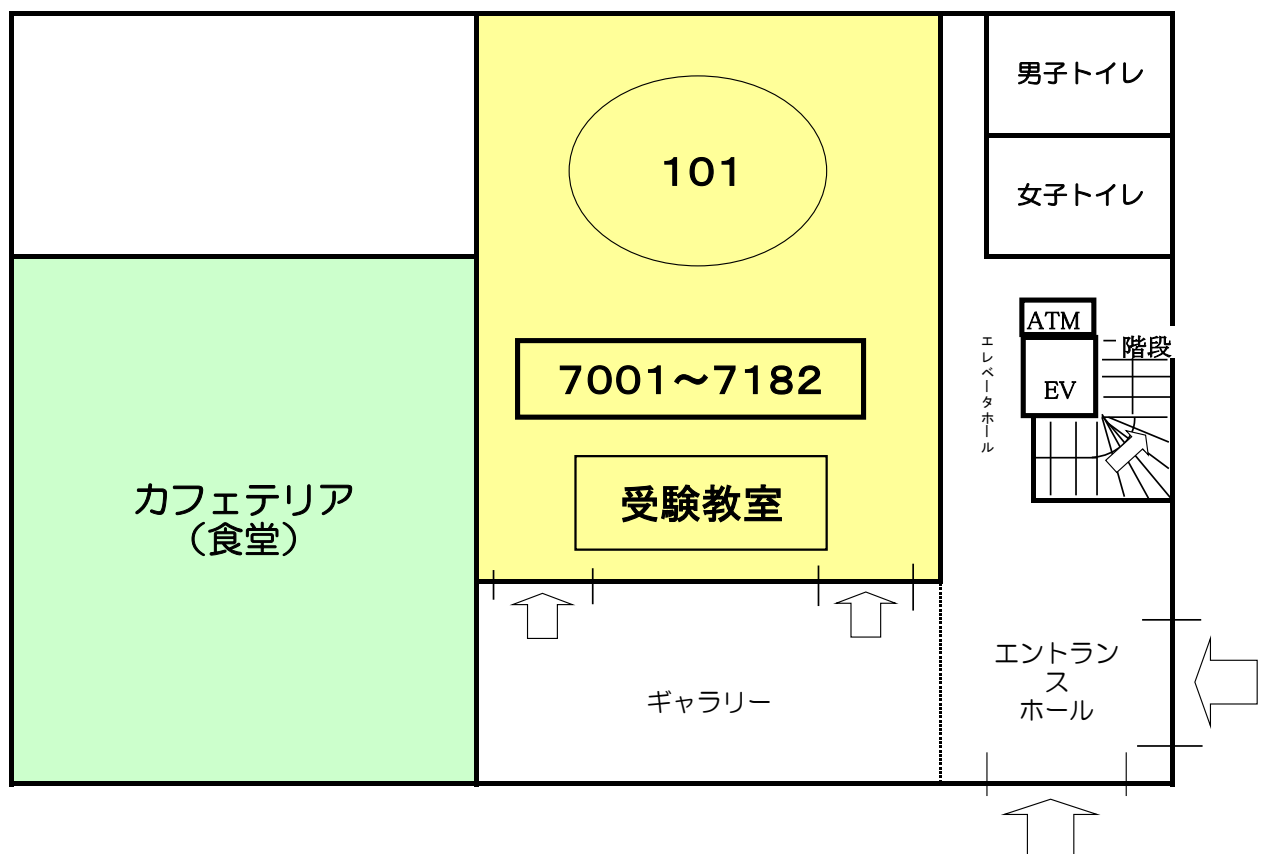 男子トイレ
101
女子トイレ
ATM
階段
エレベータホール
7001～7182
EV
受験教室
カフェテリア
（食堂）
エントラン
ス
ホール
ギャラリー